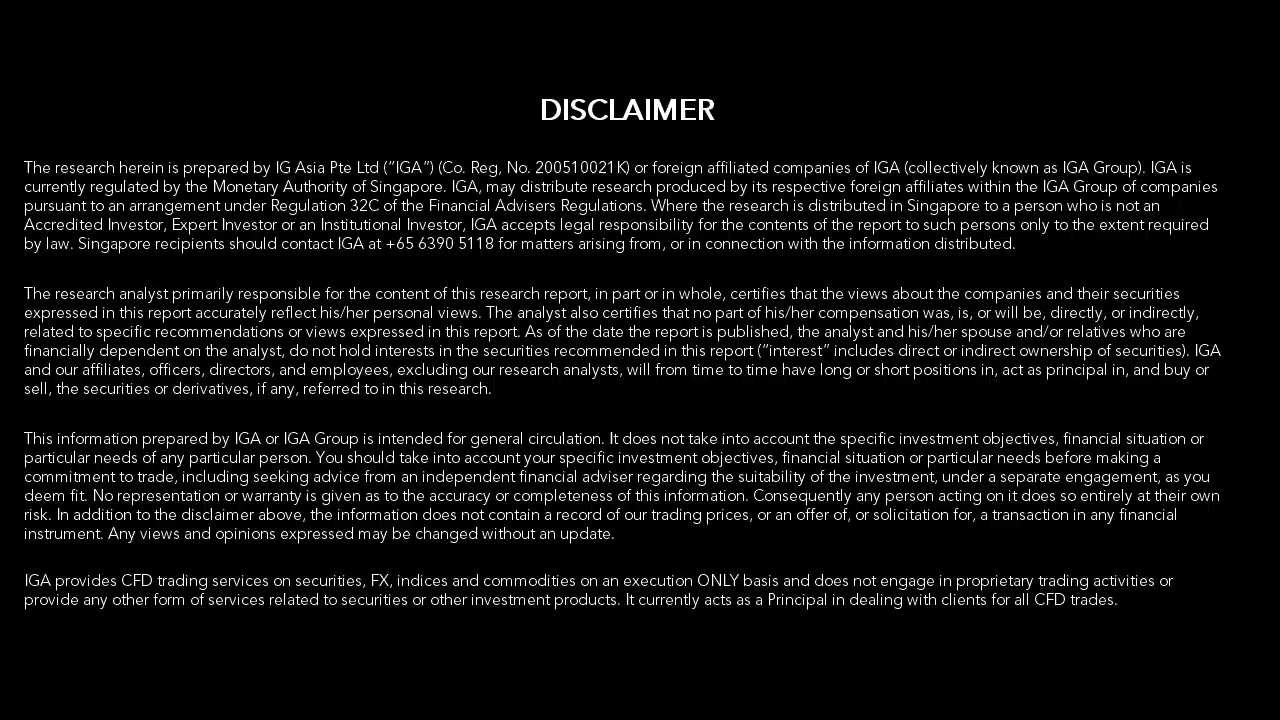 DISCLAIMER
The research herein is prepared by IG Asia Pte Ltd (“IGA”) (Co. Reg, No. 200510021K) or foreign affiliated companies of IGA (collectively known as IGA Group). IGA is
currently regulated by the Monetary Authority of Singapore. IGA, may distribute research produced by its respective foreign affiliates within the IGA Group of companies
pursuant to an arrangement under Regulation 32C of the Financial Advisers Regulations. Where the research is distributed in Singapore to a person who is not an
Accredited Investor, Expert Investor or an Institutional Investor, IGA accepts legal responsibility for the contents of the report to such persons only to the extent required
by law. Singapore recipients should contact IGA at +65 6390 5118 for matters arising from, or in connection with the information distributed.
The research analyst primarily responsible for the content of this research report, in part or in whole, certifies that the views about the companies and their securities
expressed in this report accurately reflect his/her personal views. The analyst also certifies that no part of his/her compensation was, is, or will be, directly, or indirectly,
related to specific recommendations or views expressed in this report. As of the date the report is published, the analyst and his/her spouse and/or relatives who are
financially dependent on the analyst, do not hold interests in the securities recommended in this report (“interest” includes direct or indirect ownership of securities). IGA
and our affiliates, officers, directors, and employees, excluding our research analysts, will from time to time have long or short positions in, act as principal in, and buy or
sell, the securities or derivatives, if any, referred to in this research.
This information prepared by IGA or IGA Group is intended for general circulation. It does not take into account the specific investment objectives, financial situation or
particular needs of any particular person. You should take into account your specific investment objectives, financial situation or particular needs before making a
commitment to trade, including seeking advice from an independent financial adviser regarding the suitability of the investment, under a separate engagement, as you
deem fit. No representation or warranty is given as to the accuracy or completeness of this information. Consequently any person acting on it does so entirely at their own
risk. In addition to the disclaimer above, the information does not contain a record of our trading prices, or an offer of, or solicitation for, a transaction in any financial
instrument. Any views and opinions expressed may be changed without an update.
IGA provides CFD trading services on securities, FX, indices and commodities on an execution ONLY basis and does not engage in proprietary trading activities or
provide any other form of services related to securities or other investment products. It currently acts as a Principal in dealing with clients for all CFD trades.